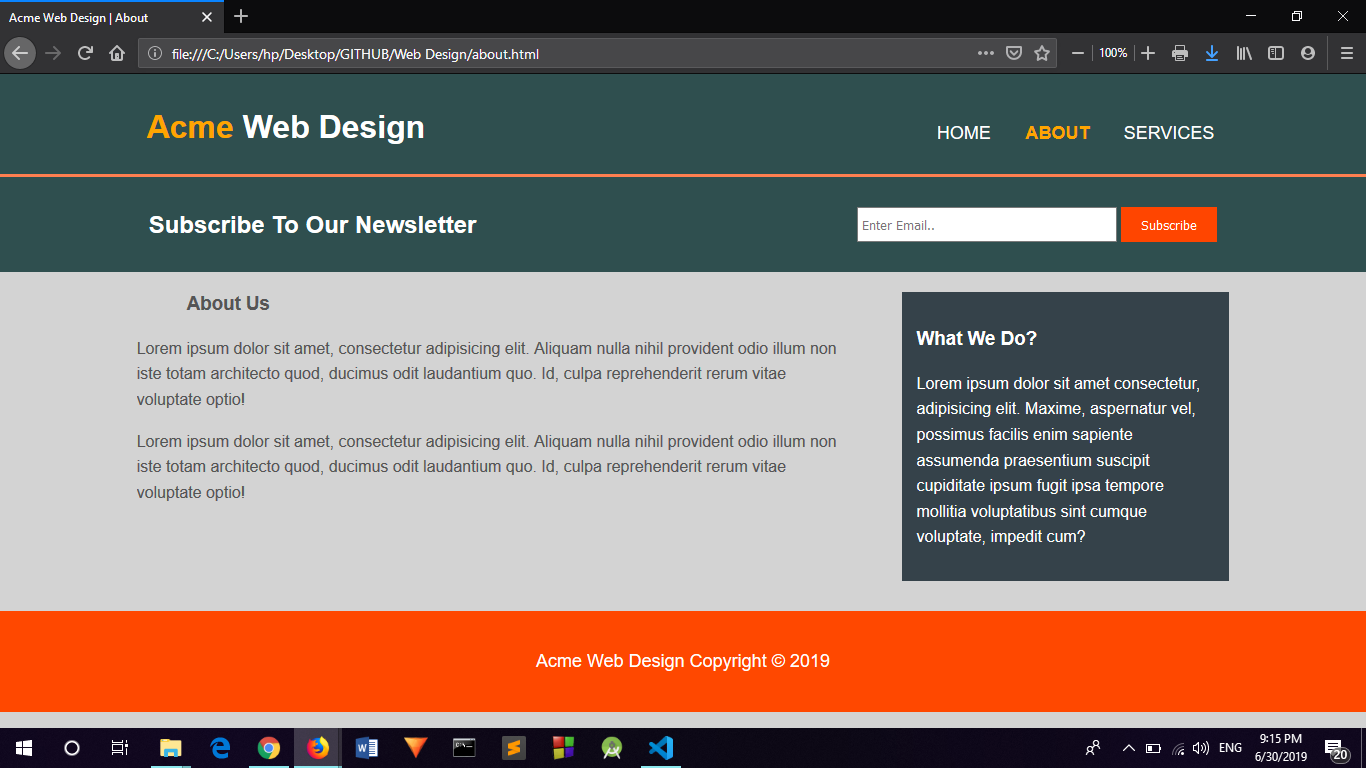 Acme Web Design | About
file:///C:/Users/hp/Desktop/GITHUB/Web Design/about.html
100%
Acme Web Design
HOME ABOUT SERVICES
Subscribe To Our Newsletter
Enter Email..
Subscribe
About Us
Lorem ipsum dolor sit amet, consectetur adipisicing elit. Aliquam nulla nihil provident odio illum non
iste totam architecto quod, ducimus odit laudantium quo. Id, culpa reprehenderit rerum vitae
voluptate optio!
Lorem ipsum dolor sit amet, consectetur adipisicing elit. Aliquam nulla nihil provident odio illum non
iste totam architecto quod, ducimus odit laudantium quo. Id, culpa reprehenderit rerum vitae
voluptate optio!
What We Do?
Lorem ipsum dolor sit amet consectetur,
adipisicing elit. Maxime, aspernatur vel,
possimus facilis enim sapiente
assumenda praesentium suscipit
cupiditate ipsum fugit ipsa tempore
mollitia voluptatibus sint cumque
voluptate, impedit cum?
Acme Web Design Copyright © 2019
ENG
9:15 PM
6/30/2019
20